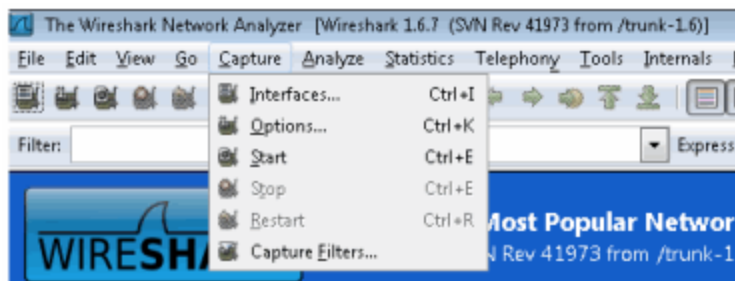 The Wireshark Network Analyzer [Wireshark 1.6.7 (SVN Rev 41973 from /trunk-1.6)]
File Edit View Go Capture Analyze Statistics Telephony Tools Internals
Interfaces... Ctrl+I
Options... Ctrl+K
Start Ctrl+E
Stop Ctrl+E
Restart Ctrl+R
Capture Filters...
Filter: Express
WIRESHA
Most Popular Networ
N Rev 41973 from /trunk-1